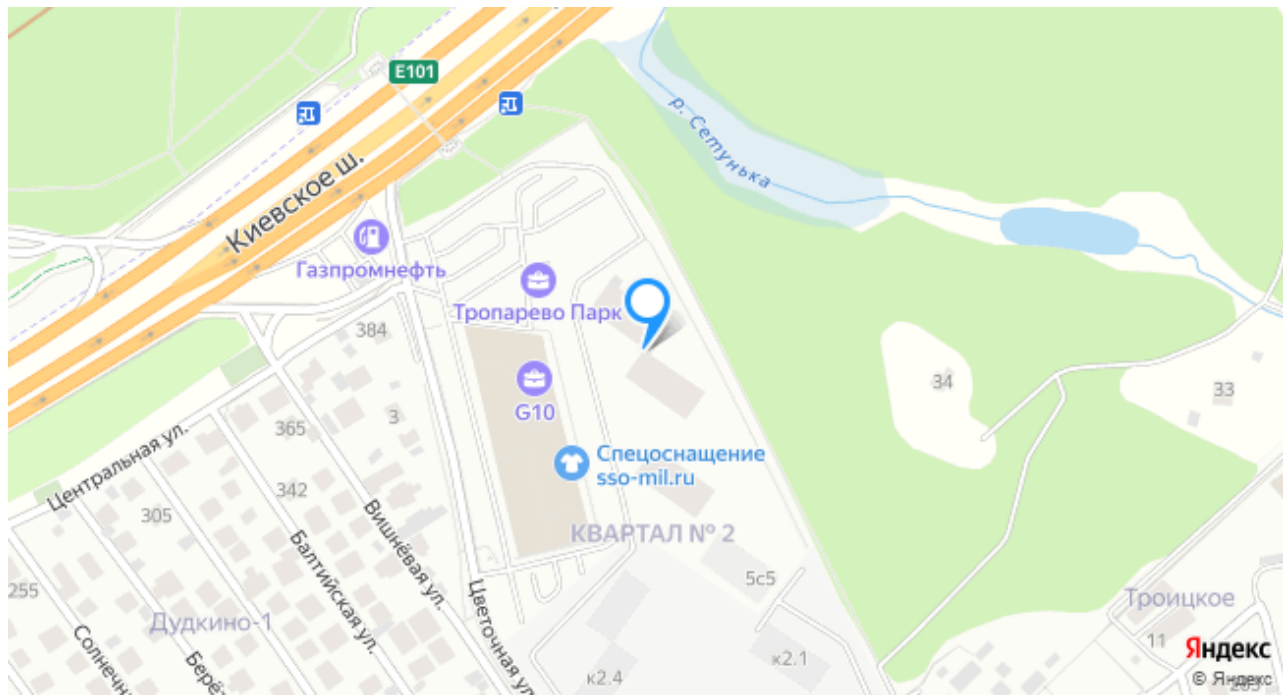 E101
р. Сетунька
Киевское ш.
Газпромнефть
Тропарево Парк
384
34
33
G10
365
3
Центральная ул.
Спецоснащение
sso-mil.ru
342
305
Вишнёвая ул.
КВАРТАЛ № 2
Балтийская ул.
5с5
255
Дудкино-1
Цветочная ул.
Троицкое
Солнечн
Берёз
11
к2.1
к2.4
Яндекс
© Яндекс